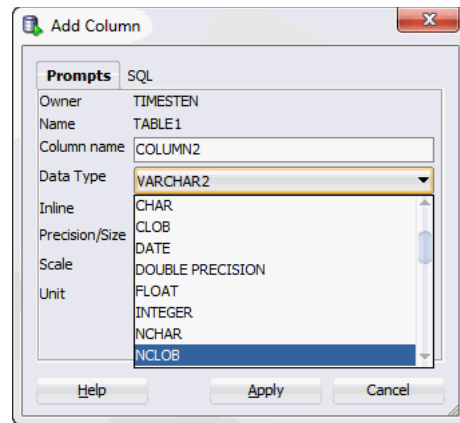 Add Column
Prompts SQL
Owner TIMESTEN
Name TABLE1
Column name COLUMN2
Data Type VARCHAR2
Inline CHAR
CLOB
Precision/Size DATE
Scale DOUBLE PRECISION
Unit FLOAT
INTEGER
NCHAR
NCLOB
Help Apply Cancel